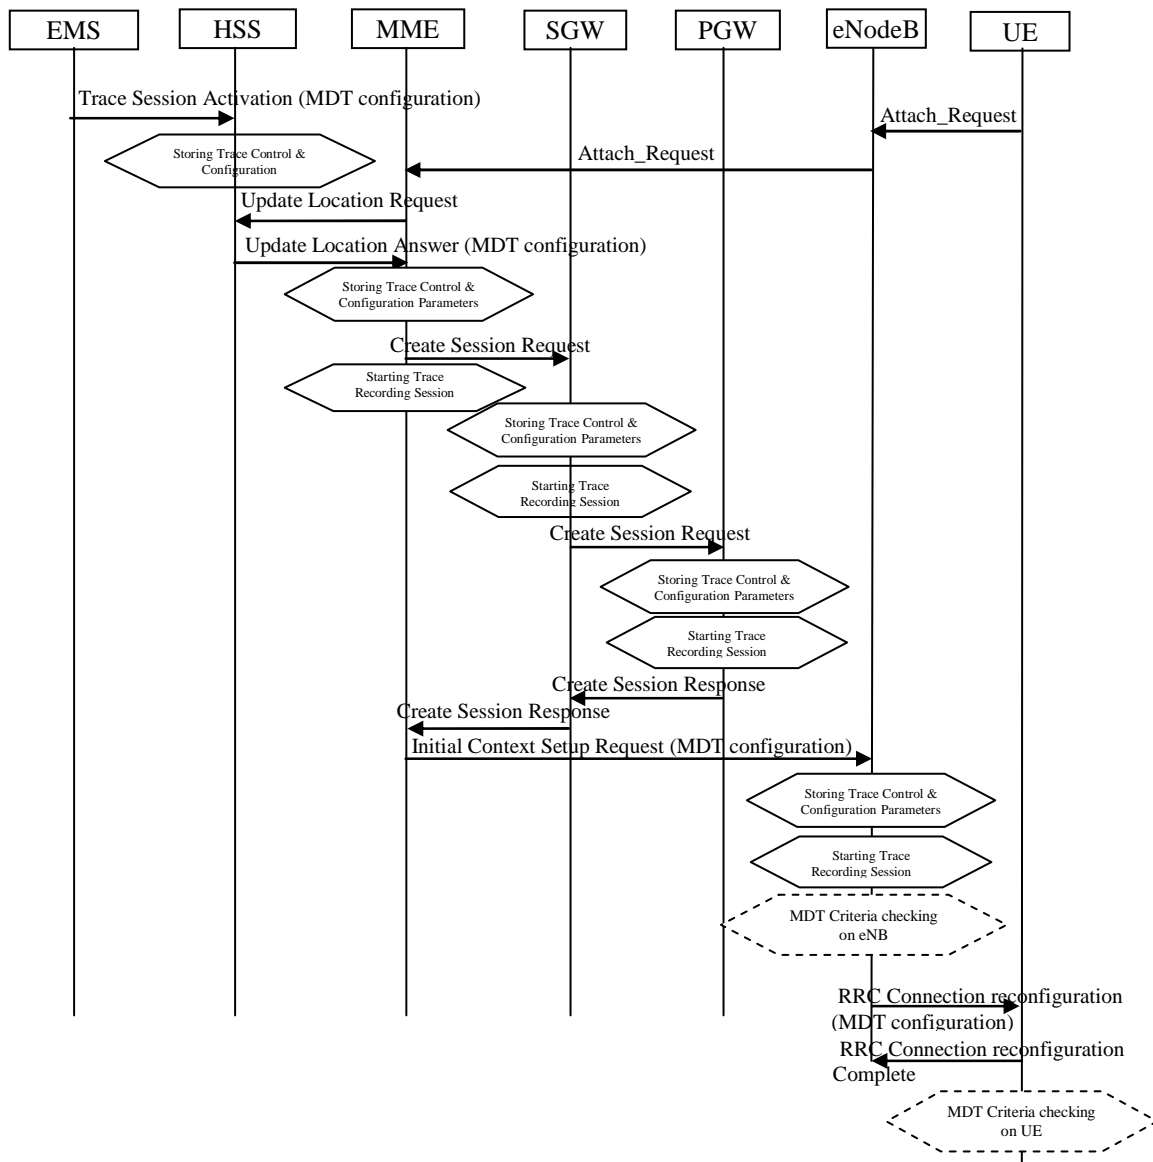 EMS
HSS
MME
SGW
PGW
eNodeB
UE
Trace Session Activation (MDT configuration)
Attach_Request
Storing Trace Control &
Configuration
Attach_Request
Update Location Request
Update Location Answer (MDT configuration)
Storing Trace Control &
Configuration Parameters
Create Session Request
Starting Trace
Recording Session
Storing Trace Control &
Configuration Parameters
Starting Trace
Recording Session
Create Session Request
Storing Trace Control &
Configuration Parameters
Starting Trace
Recording Session
Create Session Response
Create Session Response
Initial Context Setup Request (MDT configuration)
Storing Trace Control &
Configuration Parameters
Starting Trace
Recording Session
MDT Criteria checking
on eNB
RRC Connection reconfiguration
(MDT configuration)
RRC Connection reconfiguration
Complete
MDT Criteria checking
on UE